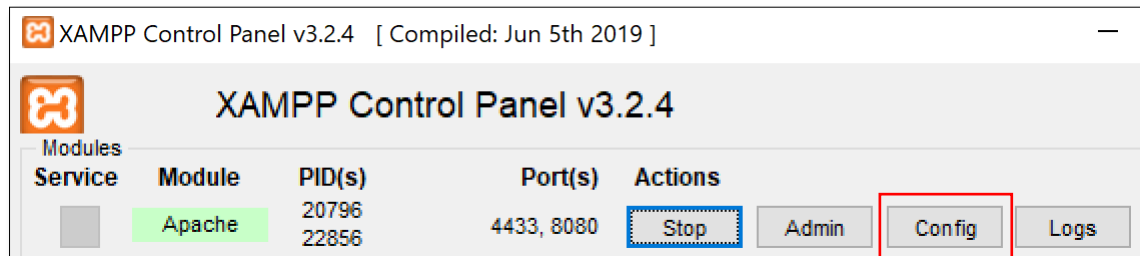 XAMPP Control Panel v3.2.4 [ Compiled: Jun 5th 2019 ]
XAMPP Control Panel v3.2.4
Modules
Service Module PID(s) Port(s) Actions
Apache 20796 4433, 8080 Stop Admin Config Logs
22856